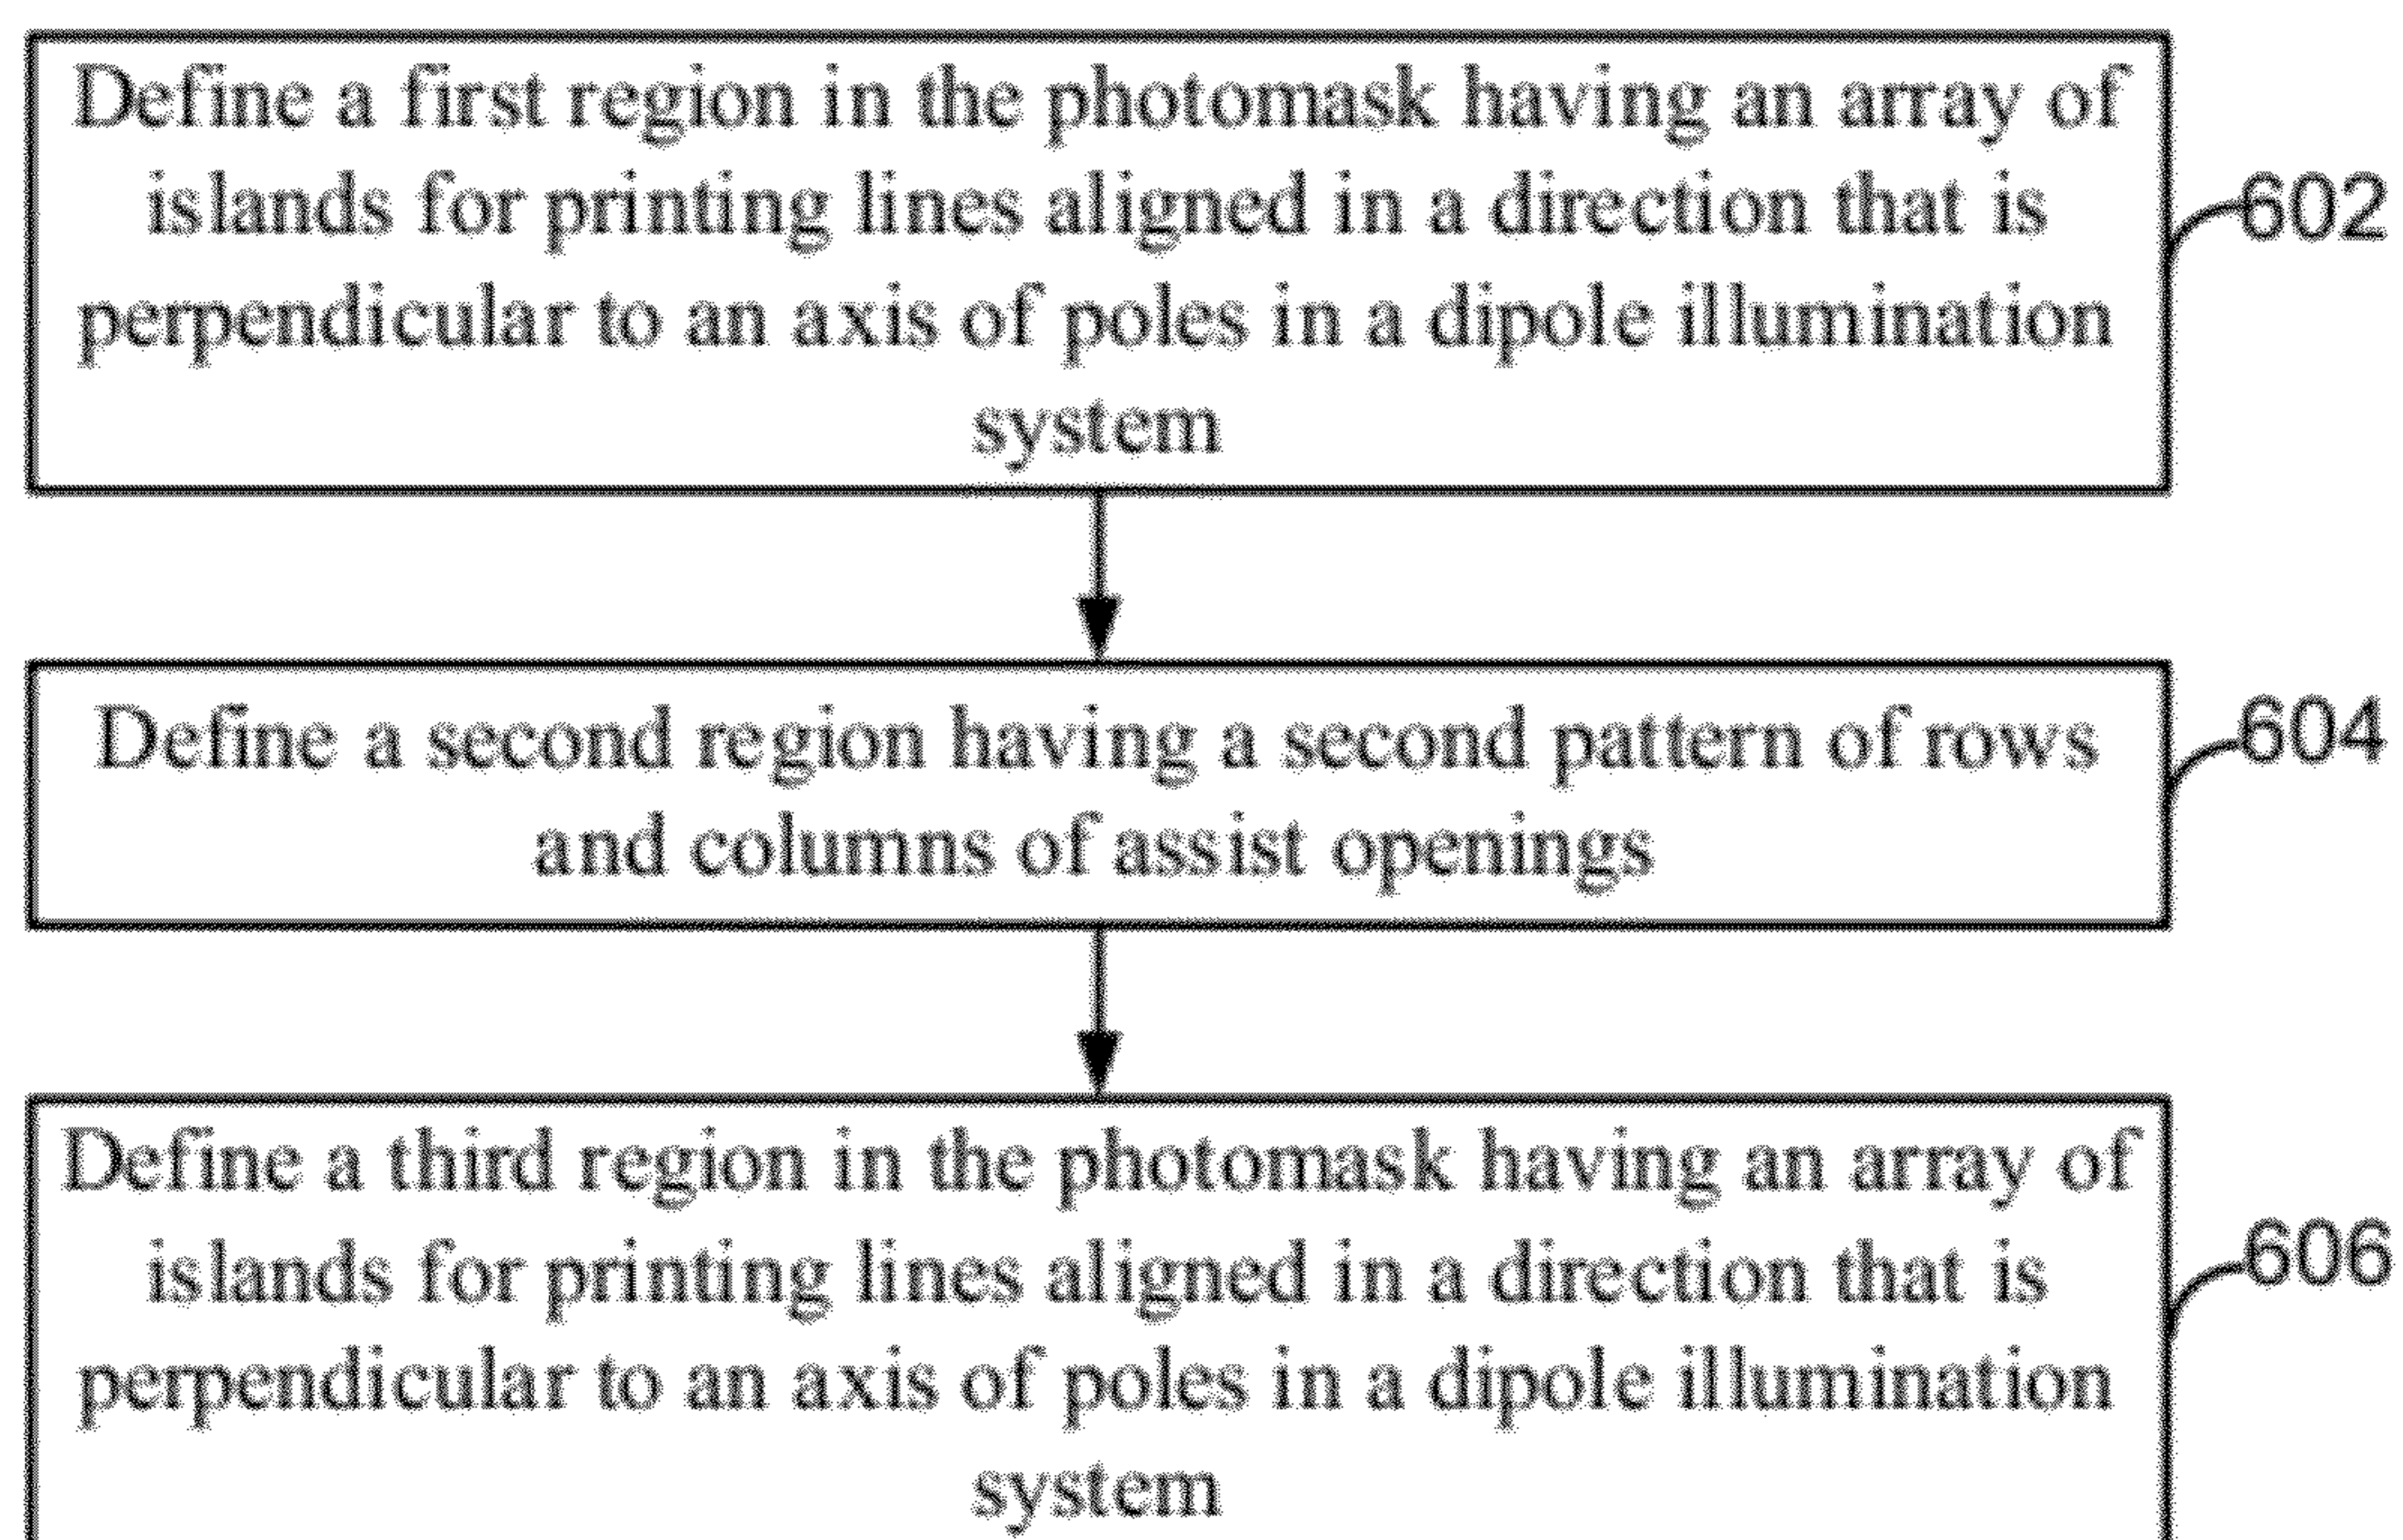 Define a first region in the photomask having an array of
islands for printing lines aligned in a direction that is
602
perpendicular to an axis of poles in a dipole illumination
system
Define a second region having a second pattern of rows
604
and columns of assist openings
Define a third region in the photomask having an array of
islands for printing lines aligned in a direction that is
606
perpendicular to an axis of poles in a dipole illumination
system